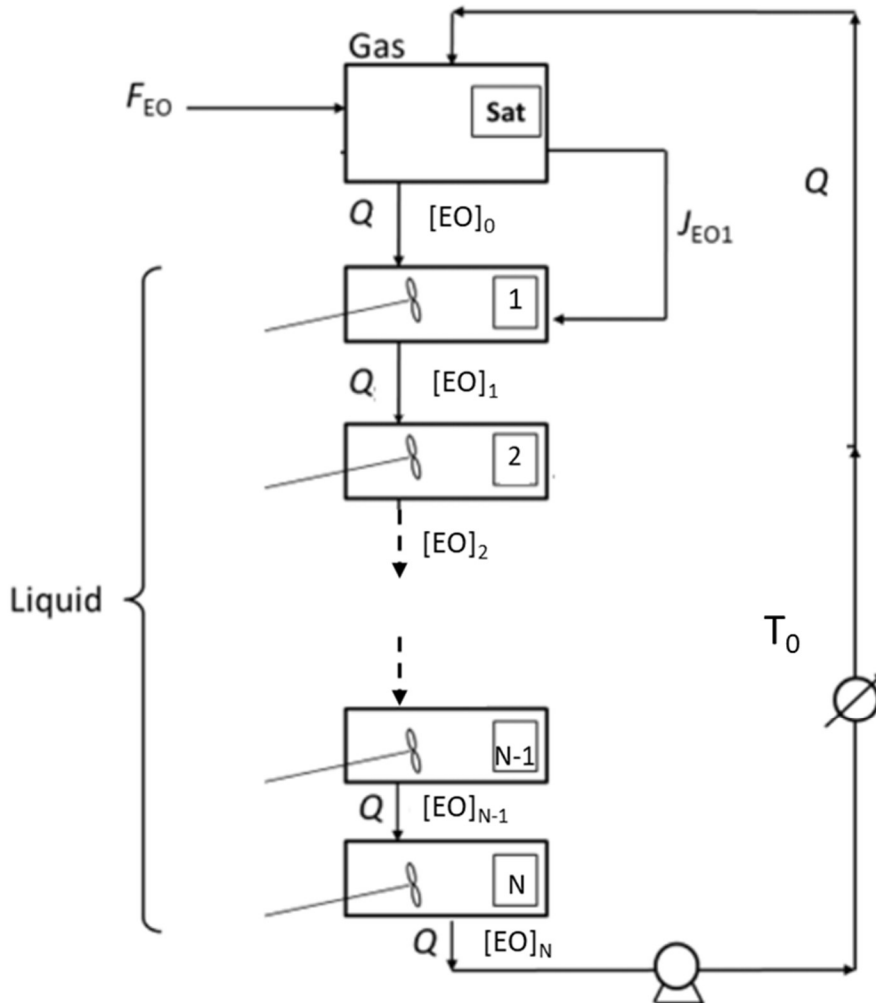 Gas
F_EO
Sat
Q
Q [EO]_0
J_EO1
1
Q [EO]_1
2
[EO]_2
Liquid
T_0
N-1
Q [EO]_N-1
N
Q [EO]_N